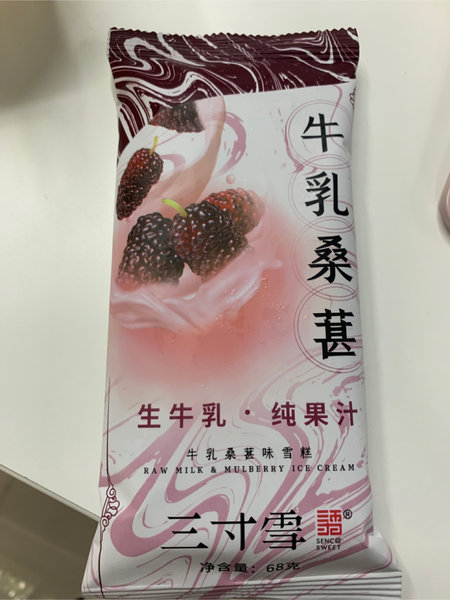 牛乳桑葚
生牛乳·纯果汁
牛乳桑葚味雪糕
RAW MILK & MULBERRY ICE CREAM
三寸雪
®
SWEET
净含量：68克